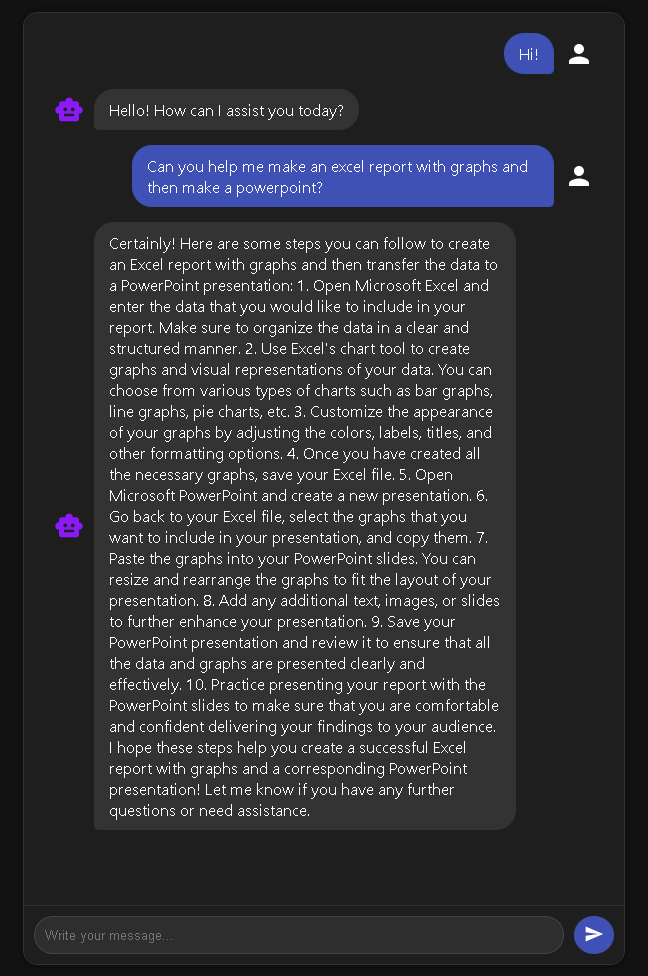 Hi!
Hello! How can I assist you today?
Can you help me make an excel report with graphs and
then make a powerpoint?
Certainly! Here are some steps you can follow to create
an Excel report with graphs and then transfer the data to
a PowerPoint presentation: 1. Open Microsoft Excel and
enter the data that you would like to include in your
report. Make sure to organize the data in a clear and
structured manner. 2. Use Excel's chart tool to create
graphs and visual representations of your data. You can
choose from various types of charts such as bar graphs,
line graphs, pie charts, etc. 3. Customize the appearance
of your graphs by adjusting the colors, labels, titles, and
other formatting options. 4. Once you have created all
the necessary graphs, save your Excel file. 5. Open
Microsoft PowerPoint and create a new presentation. 6.
Go back to your Excel file, select the graphs that you
want to include in your presentation, and copy them. 7.
Paste the graphs into your PowerPoint slides. You can
resize and rearrange the graphs to fit the layout of your
presentation. 8. Add any additional text, images, or slides
to further enhance your presentation. 9. Save your
PowerPoint presentation and review it to ensure that all
the data and graphs are presented clearly and
effectively. 10. Practice presenting your report with the
PowerPoint slides to make sure that you are comfortable
and confident delivering your findings to your audience.
I hope these steps help you create a successful Excel
report with graphs and a corresponding PowerPoint
presentation! Let me know if you have any further
questions or need assistance.
Write your message...